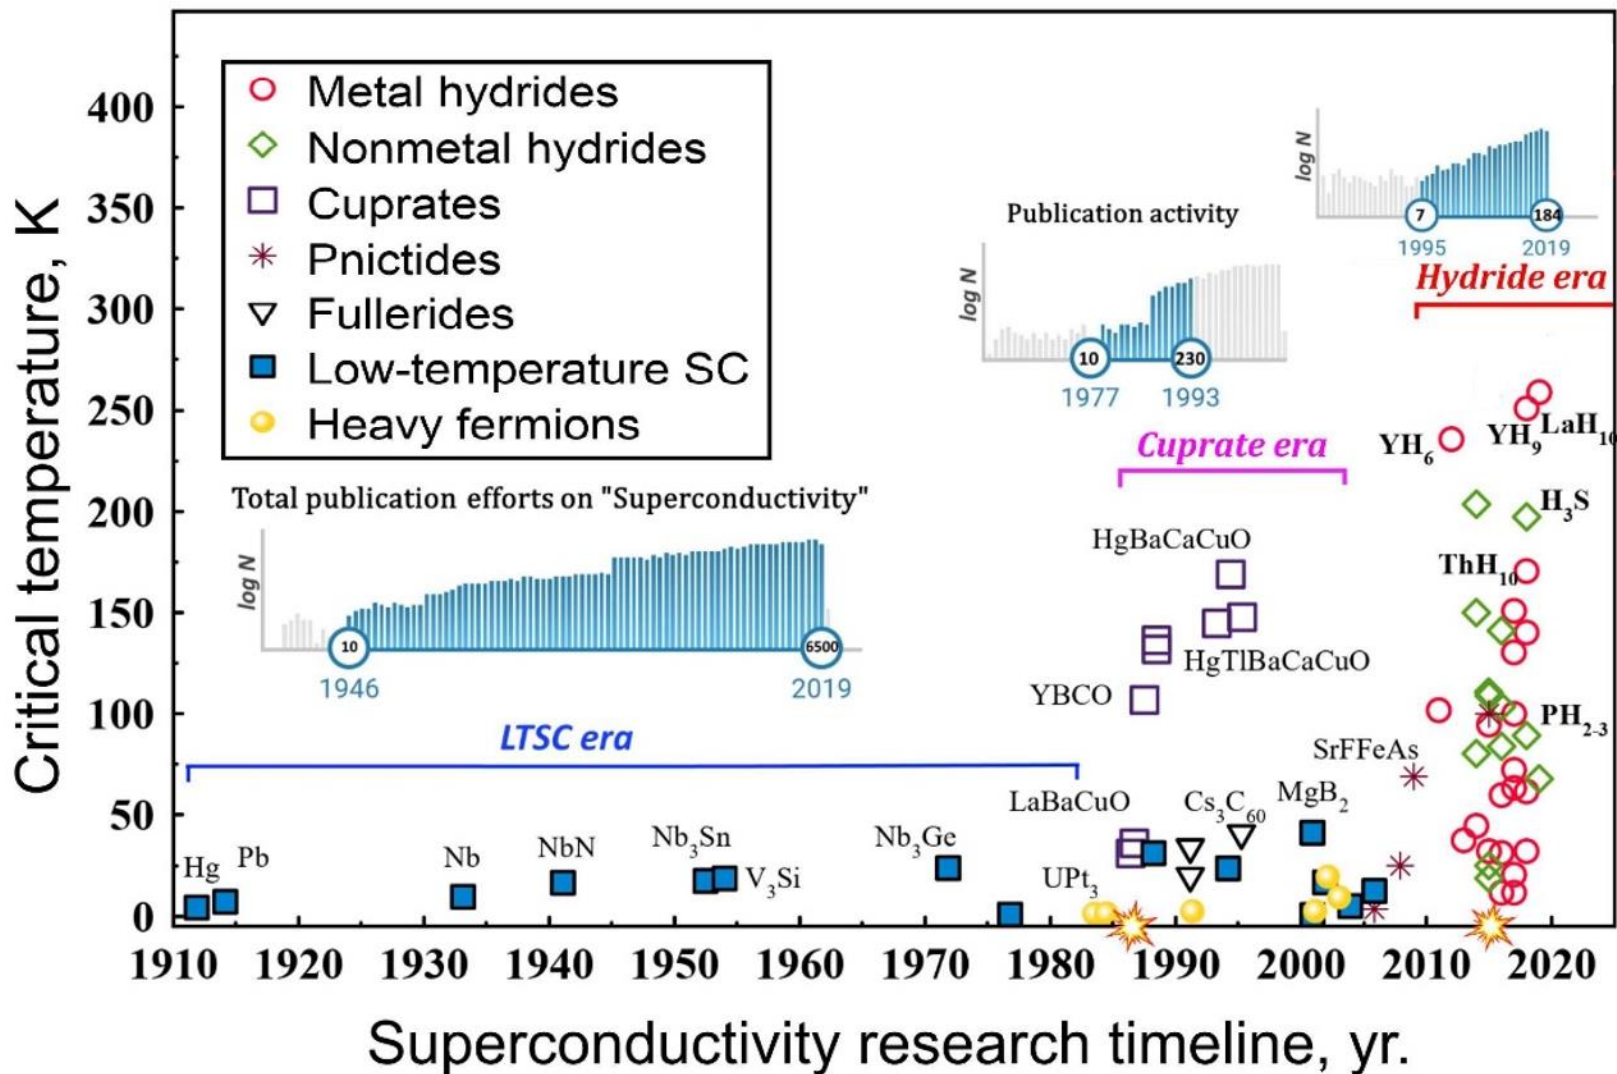 Critical temperature, K
400
350
300
250
200
150
100
50
0
Metal hydrides
Nonmetal hydrides
Cuprates
Pnictides
Fullerides
Low-temperature SC
Heavy fermions
Total publication efforts on "Superconductivity"
log N
10
6500
1946
2019
Publication activity
log N
10
230
1977
1993
log N
7
184
1995
2019
Hydride era
Cuprate era
LTSC era
YH6
YH9
LaH10
H3S
ThH10
PH2-3
HgBaCaCuO
HgTlBaCaCuO
YBCO
SrFFeAs
LaBaCuO
Cs3C60
MgB2
Hg
Pb
Nb
NbN
Nb3Sn
V3Si
Nb3Ge
UPt3
1910 1920 1930 1940 1950 1960 1970 1980 1990 2000 2010 2020
Superconductivity research timeline, yr.